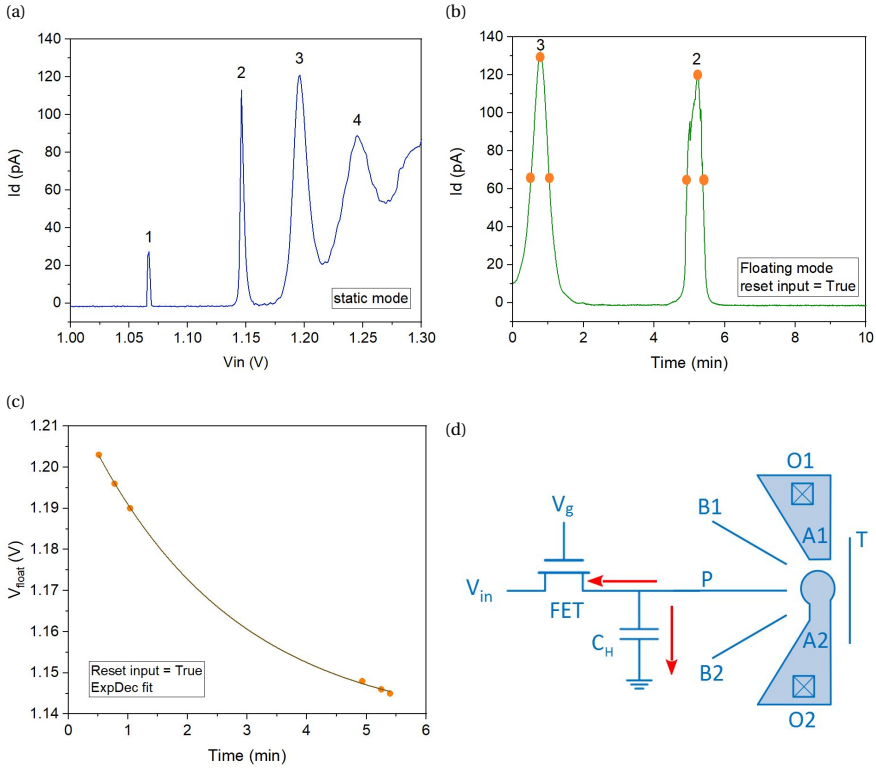 (a)
140
120
100
80
60
40
20
0
Id (pA)
1
2
3
4
static mode
1.00
1.05
1.10
1.15
1.20
1.25
1.30
Vin (V)
(b)
140
120
100
80
60
40
20
0
Id (pA)
3
2
Floating mode
reset input = True
0
2
4
6
8
10
Time (min)
(c)
1.21
1.20
1.19
1.18
1.17
1.16
1.15
1.14
Vfloat (V)
Reset input = True
ExpDec fit
0
1
2
3
4
5
6
Time (min)
(d)
O1
B1
A1
T
Vg
Vin
P
FET
CH
A2
B2
O2